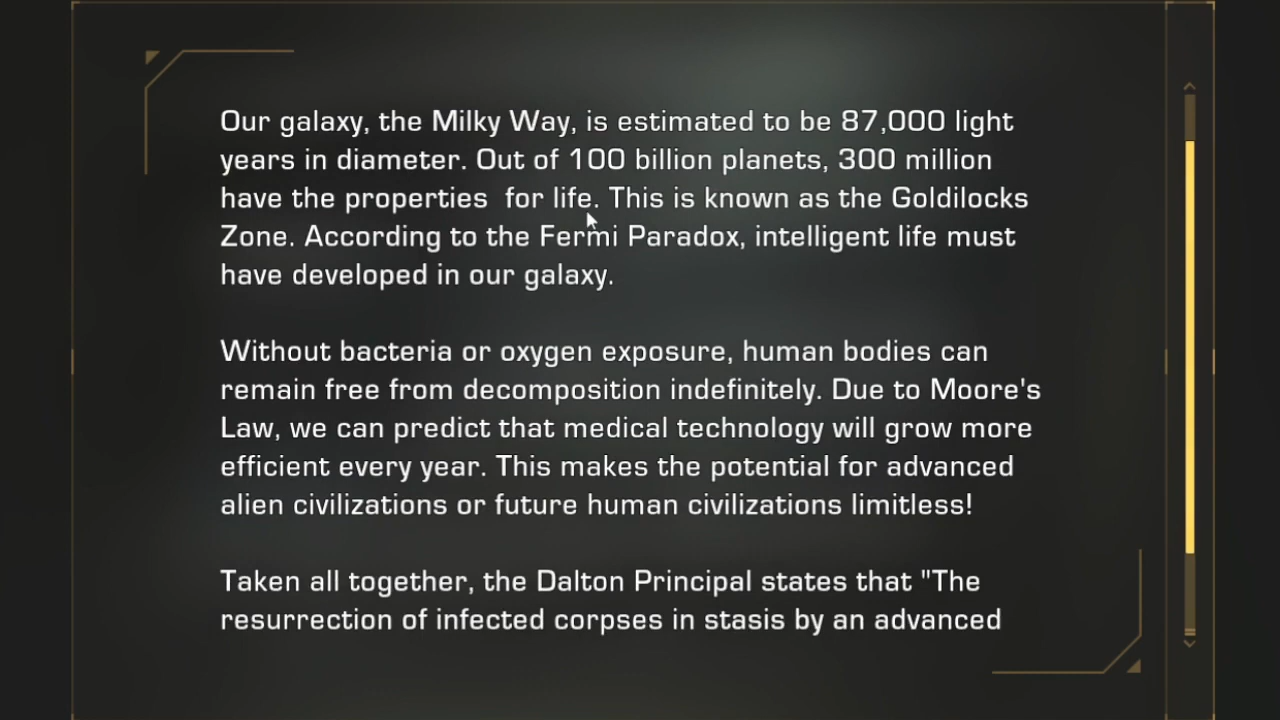 Our galaxy, the Milky Way, is estimated to be 87,000 light
years in diameter. Out of 100 billion planets, 300 million
have the properties  for life. This is known as the Goldilocks
Zone. According to the Fermi Paradox, intelligent life must
have developed in our galaxy.
Without bacteria or oxygen exposure, human bodies can
remain free from decomposition indefinitely. Due to Moore's
Law, we can predict that medical technology will grow more
efficient every year. This makes the potential for advanced
alien civilizations or future human civilizations limitless!
Taken all together, the Dalton Principal states that "The
resurrection of infected corpses in stasis by an advanced